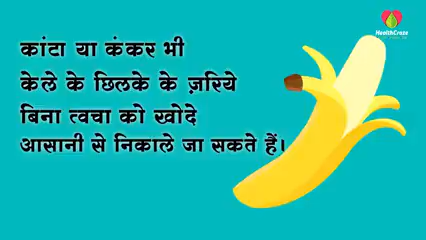 HealthCraze
कांटा या कंकर भी
केले के छिलके के ज़रिये
बिना त्वचा को खोदे
आसानी से निकाले जा सकते हैं।